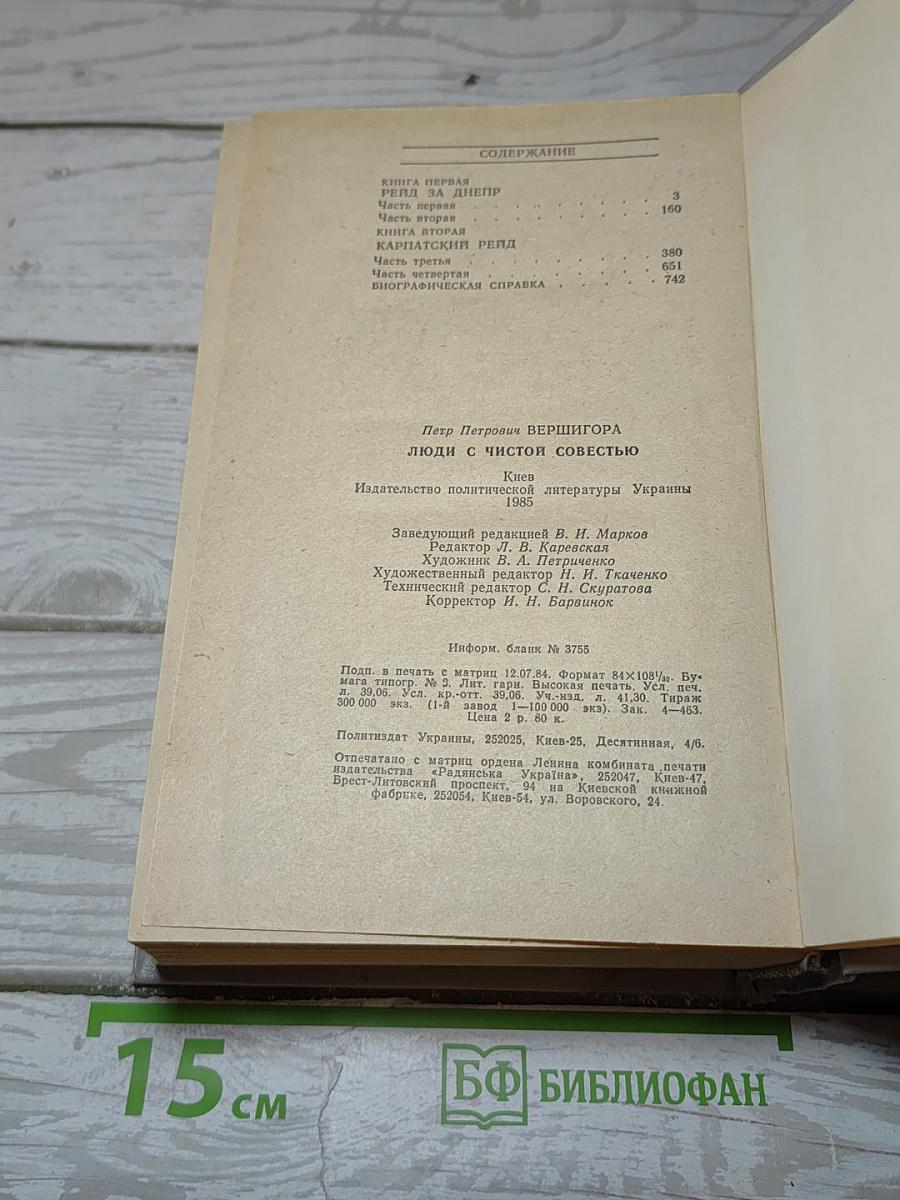 СОДЕРЖАНИЕ
КНИГА ПЕРВАЯ
РЕЙД ЗА ДНЕПР
Часть первая . . . . . . . . . 3
Часть вторая . . . . . . . . . 160
КНИГА ВТОРАЯ
КАРПАТСКИЙ РЕЙД
Часть третья . . . . . . . . . 380
Часть четвертая . . . . . . . . 651
БИОГРАФИЧЕСКАЯ СПРАВКА . . . . . 742
Петр Петрович ВЕРШИГОРА
ЛЮДИ С ЧИСТОЙ СОВЕСТЬЮ
Киев
Издательство политической литературы Украины
1985
Заведующий редакцией В. И. Марков
Редактор Л. В. Каревская
Художник В. А. Петриченко
Художественный редактор Н. И. Ткаченко
Технический редактор С. Н. Скуратова
Корректор И. Н. Барвинок
Информ. бланк № 3755
Подп. в печать с матриц 12.07.84. Формат 84×108¹/₃₂. Бу-
мага типогр. № 3. Лит. гарн. Высокая печать. Усл. печ.
л. 39,06. Усл. кр.-отт. 39,06. Уч.-изд. л. 41,30. Тираж
300 000 экз. (1-й завод 1—100 000 экз). Зак. 4—463.
Цена 2 р. 80 к.
Политиздат Украины, 252025, Киев-25, Десятинная, 4/6.
Отпечатано с матриц ордена Ленина комбината печати
издательства «Радянська Україна», 252047, Киев-47,
Брест-Литовский проспект, 94 на Киевской книжной
фабрике, 252054, Киев-54, ул. Воровского, 24.
15 см
БФ БИБЛИОФАН